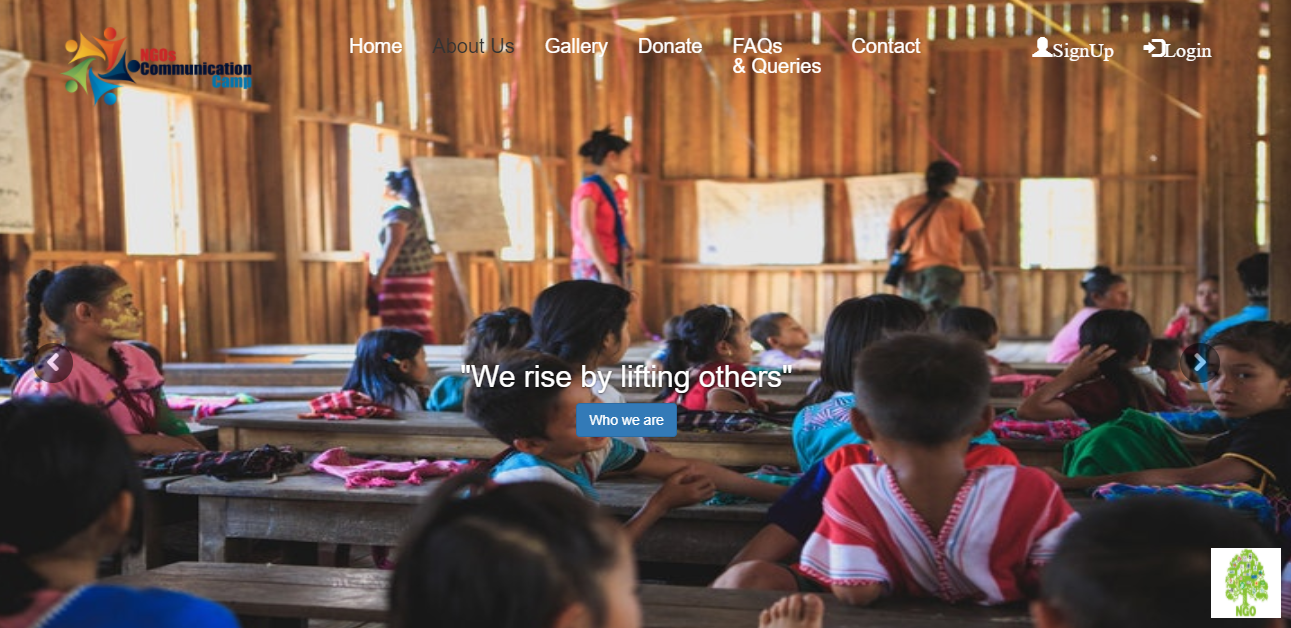 NGOs
Communication
Camp
Home
About Us
Gallery
Donate
FAQs
& Queries
Contact
SignUp
Login
"We rise by lifting others"
Who we are
NGO